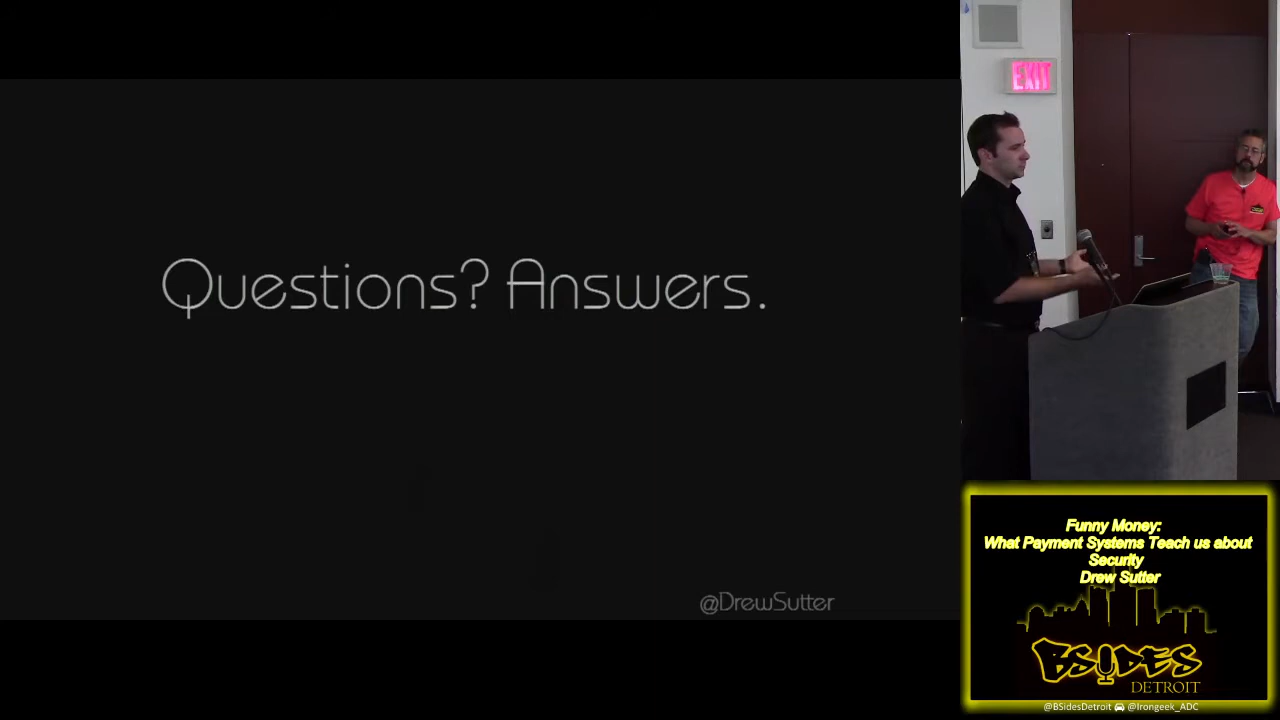 Questions? Answers.
@DrewSutter
EXIT
Funny Money:
What Payment Systems Teach us about
Security
Drew Sutter
BSIDES
DETROIT
@BSidesDetroit @Irongeek_ADC